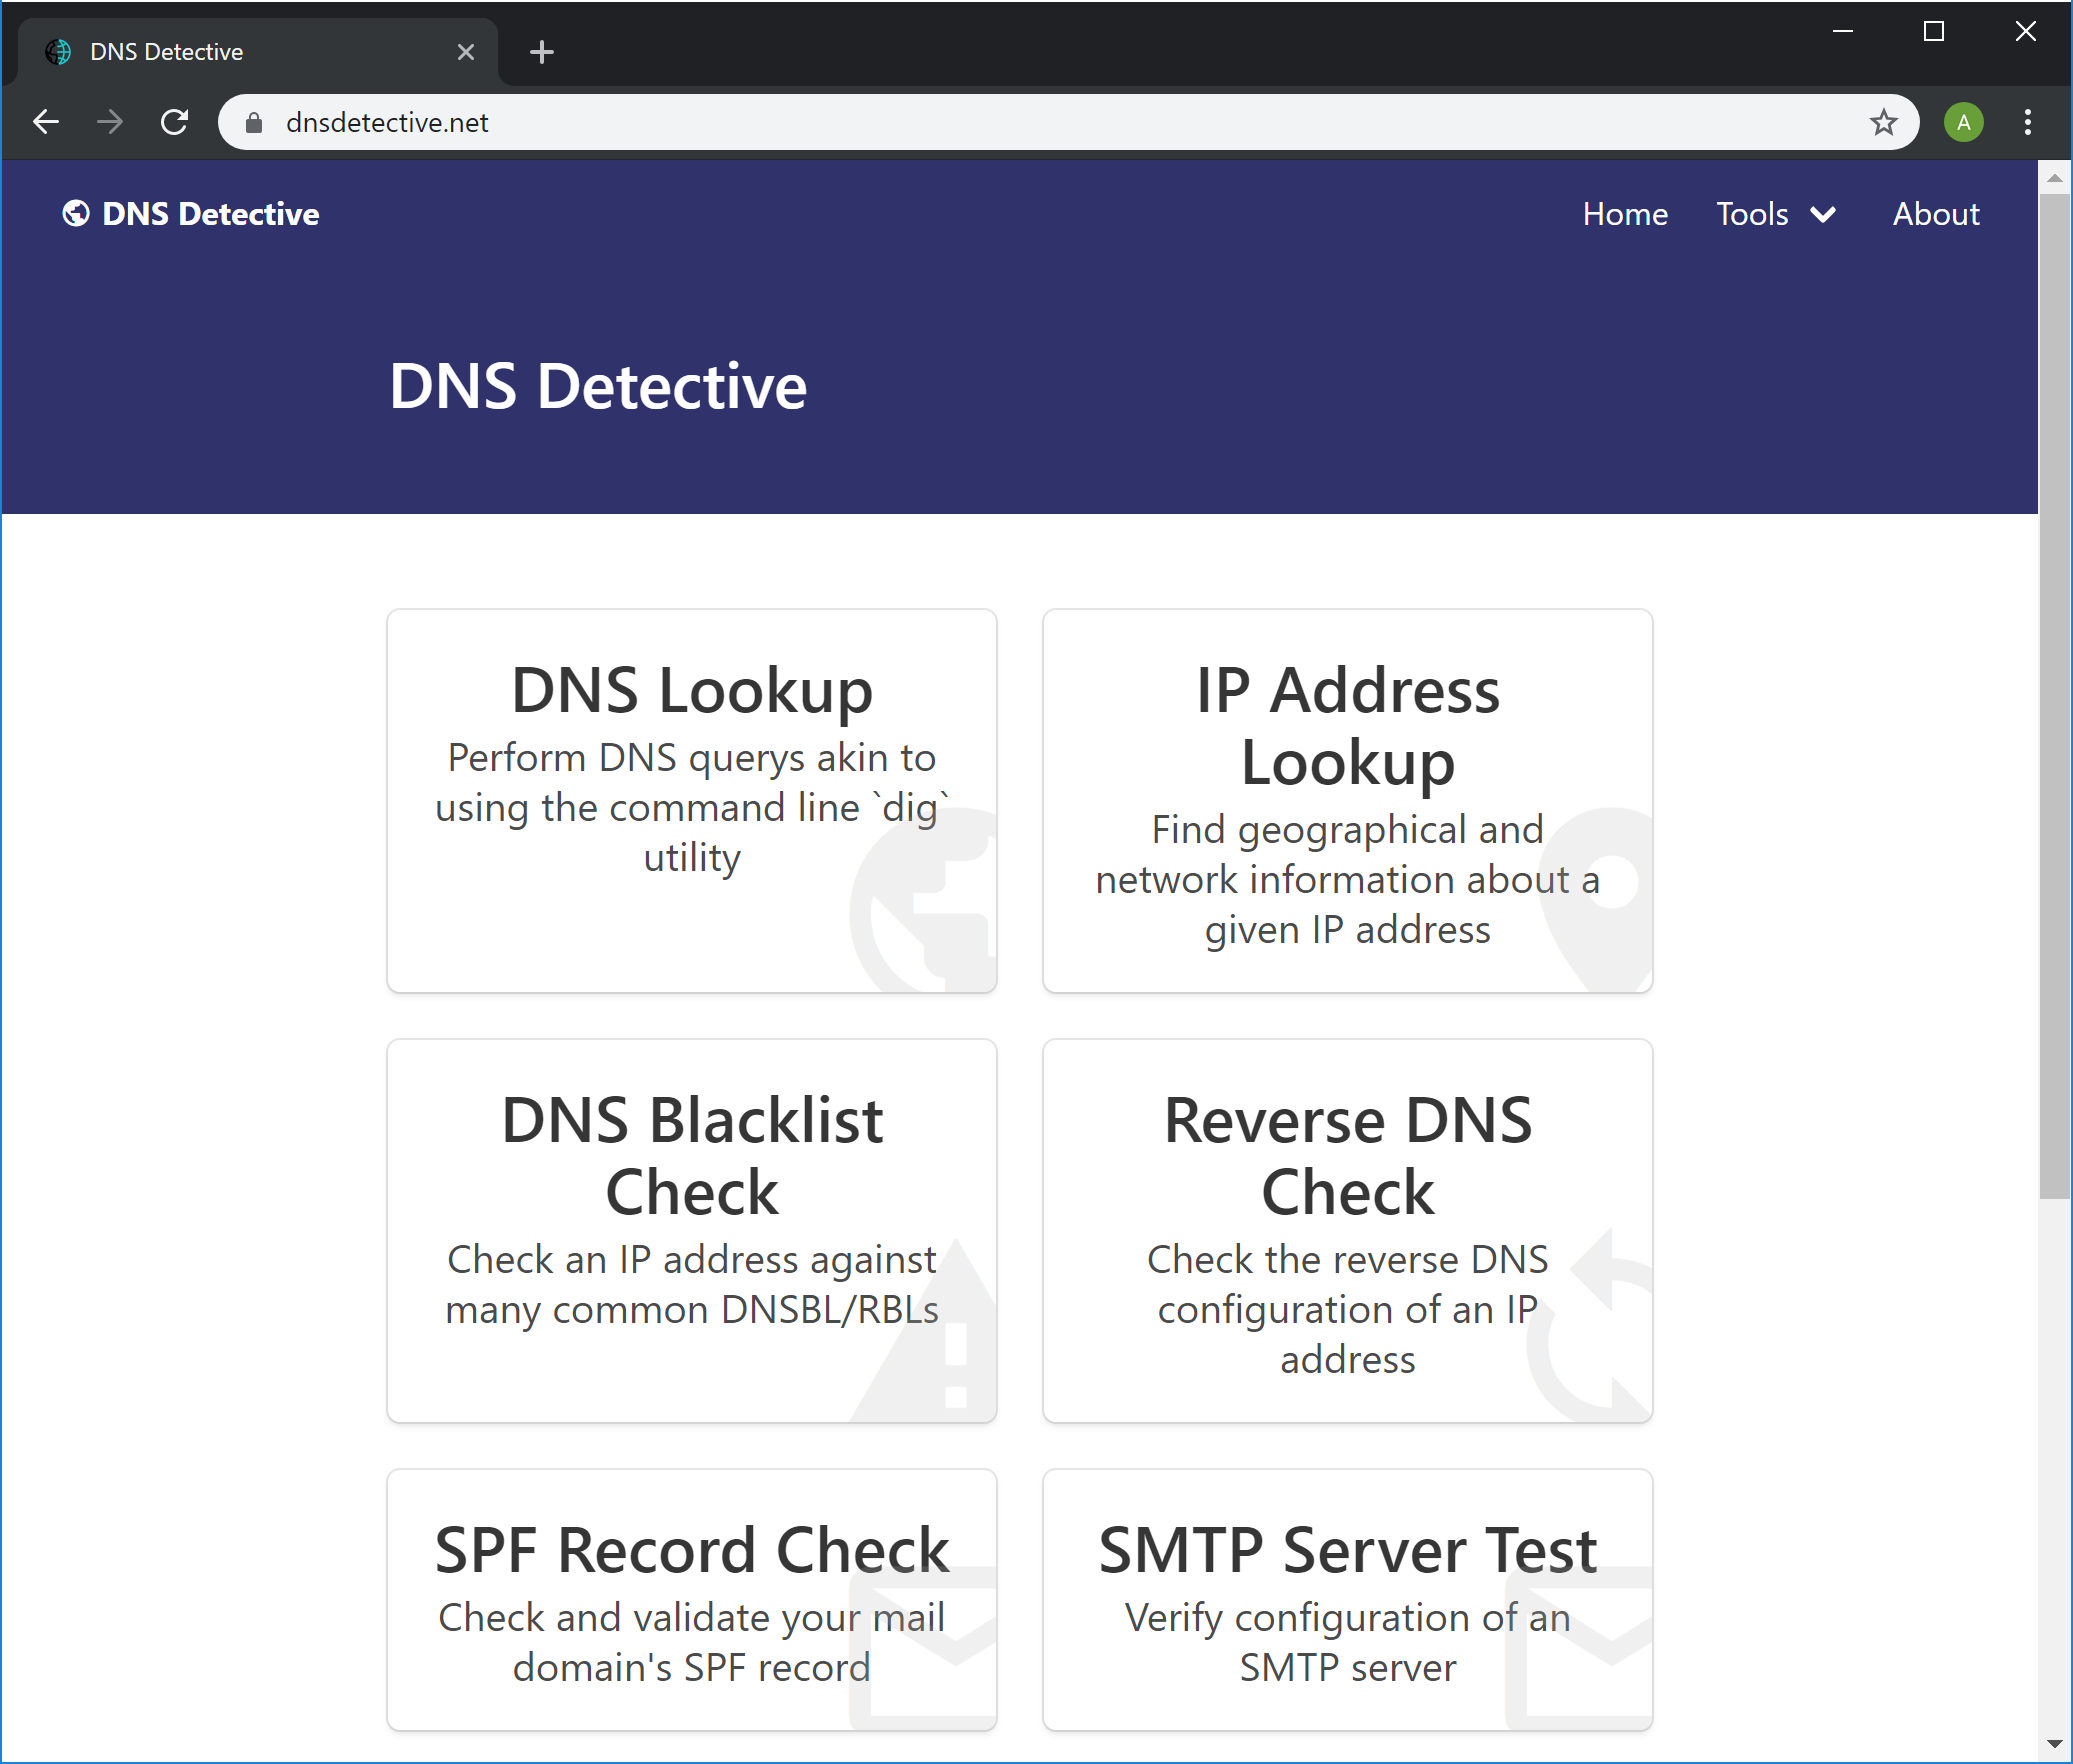 DNS Detective
dnsdetective.net
A
DNS Detective
Home Tools About
DNS Detective
DNS Lookup
Perform DNS querys akin to
using the command line `dig`
utility
IP Address
Lookup
Find geographical and
network information about a
given IP address
DNS Blacklist
Check
Check an IP address against
many common DNSBL/RBLs
Reverse DNS
Check
Check the reverse DNS
configuration of an IP
address
SPF Record Check
Check and validate your mail
domain's SPF record
SMTP Server Test
Verify configuration of an
SMTP server